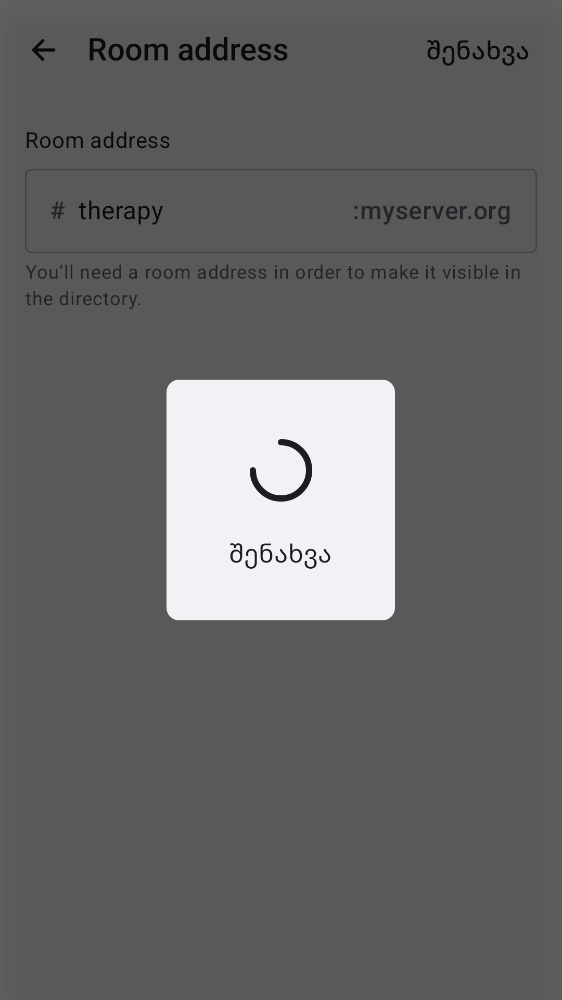 Room address
შენახვა
Room address
# therapy :myserver.org
You'll need a room address in order to make it visible in
the directory.
შენახვა